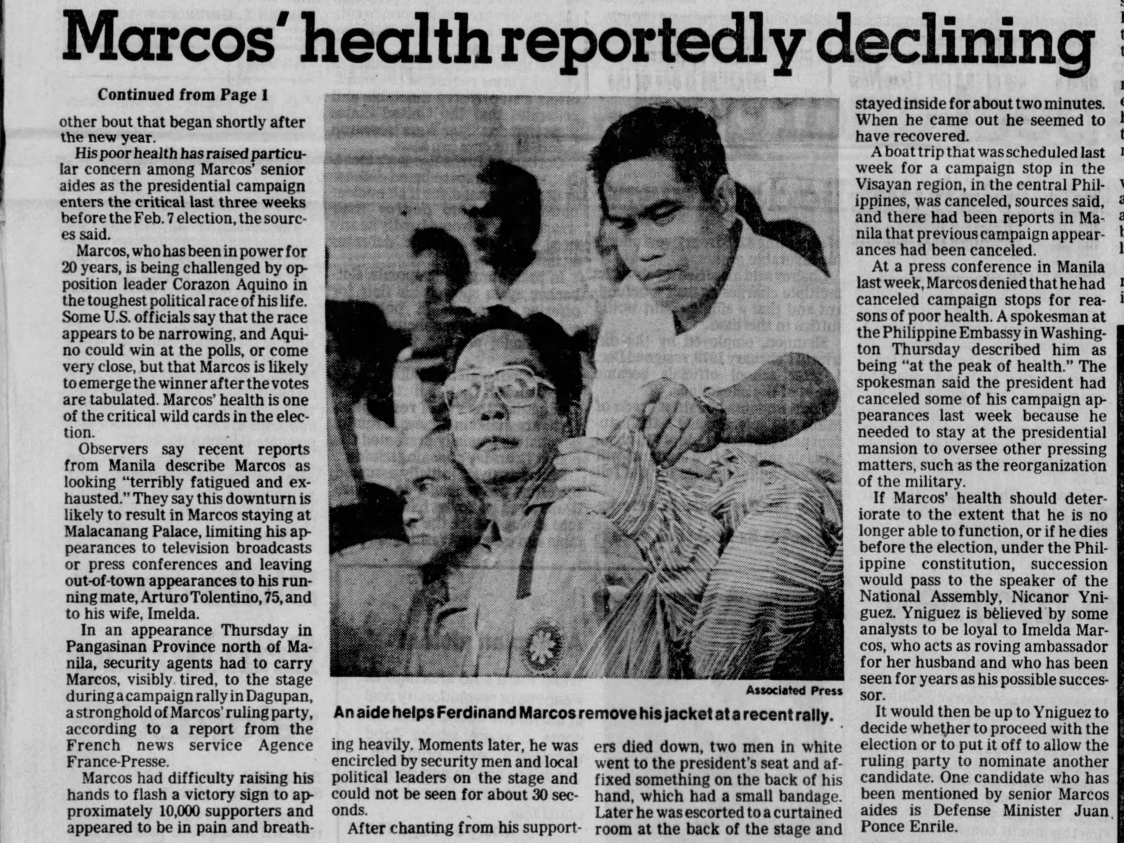 Marcos' health reportedly declining
Continued from Page 1
other bout that began shortly after
the new year.
His poor health has raised particu-
lar concern among Marcos' senior
aides as the presidential campaign
enters the critical last three weeks
before the Feb. 7 election, the sourc-
es said.
Marcos, who has been in power for
20 years, is being challenged by op-
position leader Corazon Aquino in
the toughest political race of his life.
Some U.S. officials say that the race
appears to be narrowing, and Aqui-
no could win at the polls, or come
very close, but that Marcos is likely
to emerge the winner after the votes
are tabulated. Marcos' health is one
of the critical wild cards in the elec-
tion.
Observers say recent reports
from Manila describe Marcos as
looking "terribly fatigued and ex-
hausted." They say this downturn is
likely to result in Marcos staying at
Malacanang Palace, limiting his ap-
pearances to television broadcasts
or press conferences and leaving
out-of-town appearances to his run-
ning mate, Arturo Tolentino, 75, and
to his wife, Imelda.
In an appearance Thursday in
Pangasinan Province north of Ma-
nila, security agents had to carry
Marcos, visibly tired, to the stage
during a campaign rally in Dagupan,
a stronghold of Marcos' ruling party,
according to a report from the
French news service Agence
France-Presse.
Marcos had difficulty raising his
hands to flash a victory sign to ap-
proximately 10,000 supporters and
appeared to be in pain and breath-
Associated Press
An aide helps Ferdinand Marcos remove his jacket at a recent rally.
ing heavily. Moments later, he was
encircled by security men and local
political leaders on the stage and
could not be seen for about 30 sec-
onds.
After chanting from his support-
ers died down, two men in white
went to the president's seat and af-
fixed something on the back of his
hand, which had a small bandage.
Later he was escorted to a curtained
room at the back of the stage and
stayed inside for about two minutes.
When he came out he seemed to
have recovered.
A boat trip that was scheduled last
week for a campaign stop in the
Visayan region, in the central Phil-
ippines, was canceled, sources said,
and there had been reports in Ma-
nila that previous campaign appear-
ances had been canceled.
At a press conference in Manila
last week, Marcos denied that he had
canceled campaign stops for rea-
sons of poor health. A spokesman at
the Philippine Embassy in Washing-
ton Thursday described him as
being "at the peak of health." The
spokesman said the president had
canceled some of his campaign ap-
pearances last week because he
needed to stay at the presidential
mansion to oversee other pressing
matters, such as the reorganization
of the military.
If Marcos' health should deter-
iorate to the extent that he is no
longer able to function, or if he dies
before the election, under the Phil-
ippine constitution, succession
would pass to the speaker of the
National Assembly, Nicanor Yni-
guez. Yniguez is believed by some
analysts to be loyal to Imelda Mar-
cos, who acts as roving ambassador
for her husband and who has been
seen for years as his possible succes-
sor.
It would then be up to Yniguez to
decide whether to proceed with the
election or to put it off to allow the
ruling party to nominate another
candidate. One candidate who has
been mentioned by senior Marcos
aides is Defense Minister Juan
Ponce Enrile.